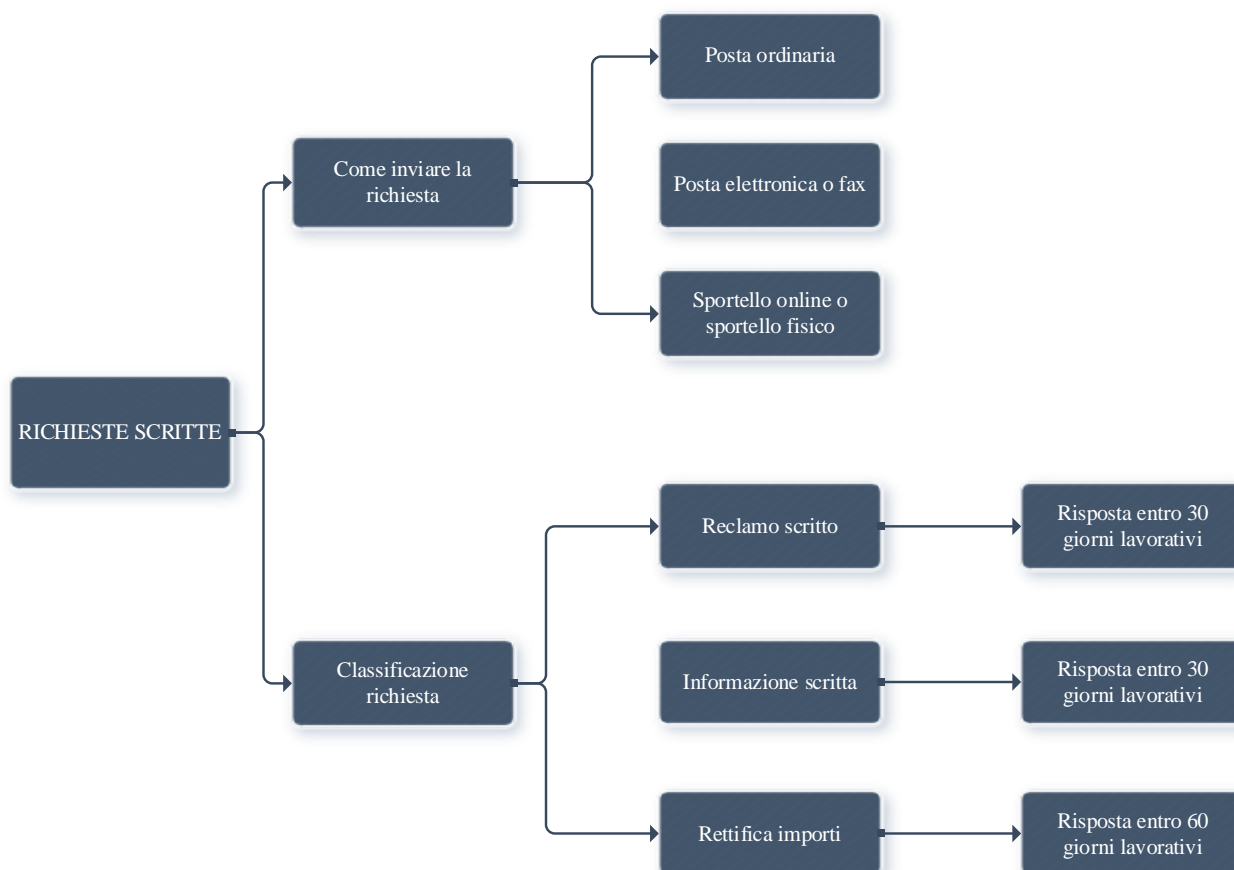 Posta ordinaria
Come inviare la
richiesta
Posta elettronica o fax
Sportello online o
sportello fisico
RICHIESTE SCRITTE
Reclamo scritto
Risposta entro 30
giorni lavorativi
Classificazione
richiesta
Informazione scritta
Risposta entro 30
giorni lavorativi
Rettifica importi
Risposta entro 60
giorni lavorativi